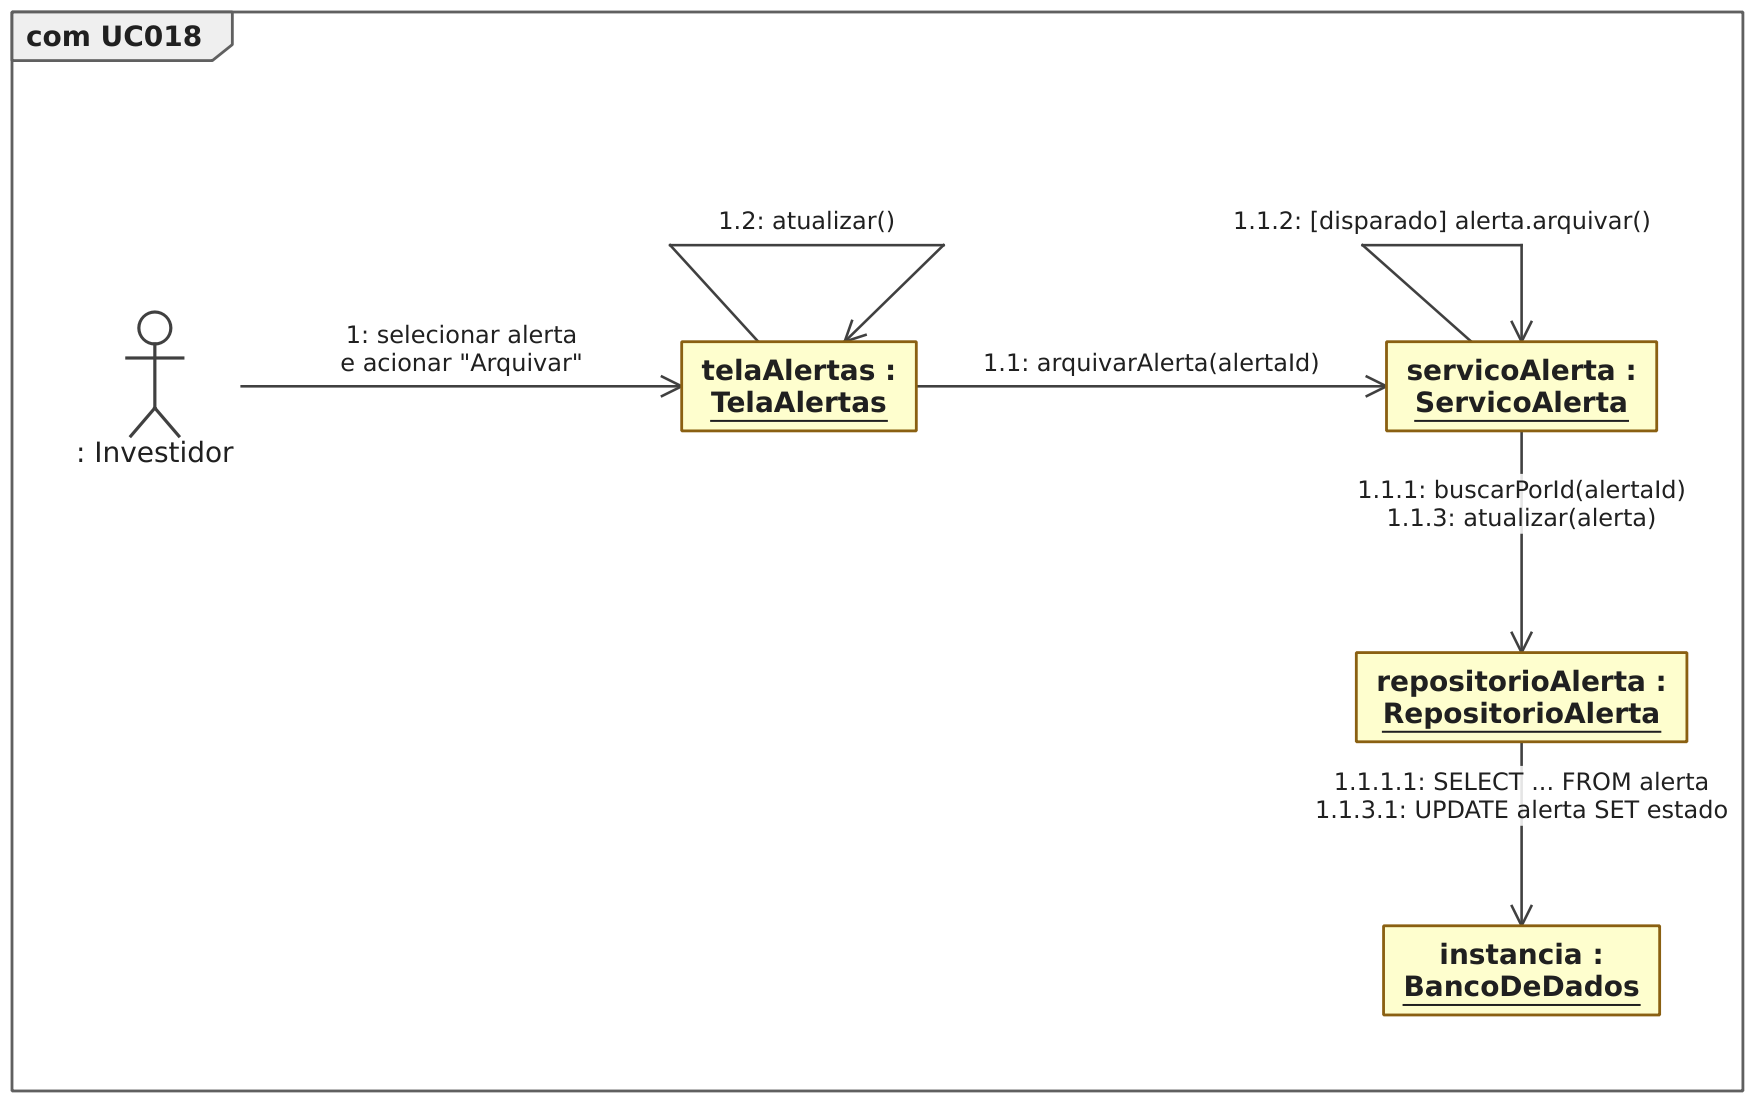 com UC018
1.2: atualizar()
1.1.2: [disparado] alerta.arquivar()
1: selecionar alerta
e acionar "Arquivar"
1.1: arquivarAlerta(alertaId)
telaAlertas :
TelaAlertas
servicoAlerta :
ServicoAlerta
: Investidor
1.1.1: buscarPorId(alertaId)
1.1.3: atualizar(alerta)
repositorioAlerta :
RepositorioAlerta
1.1.1.1: SELECT ... FROM alerta
1.1.3.1: UPDATE alerta SET estado
instancia :
BancoDeDados